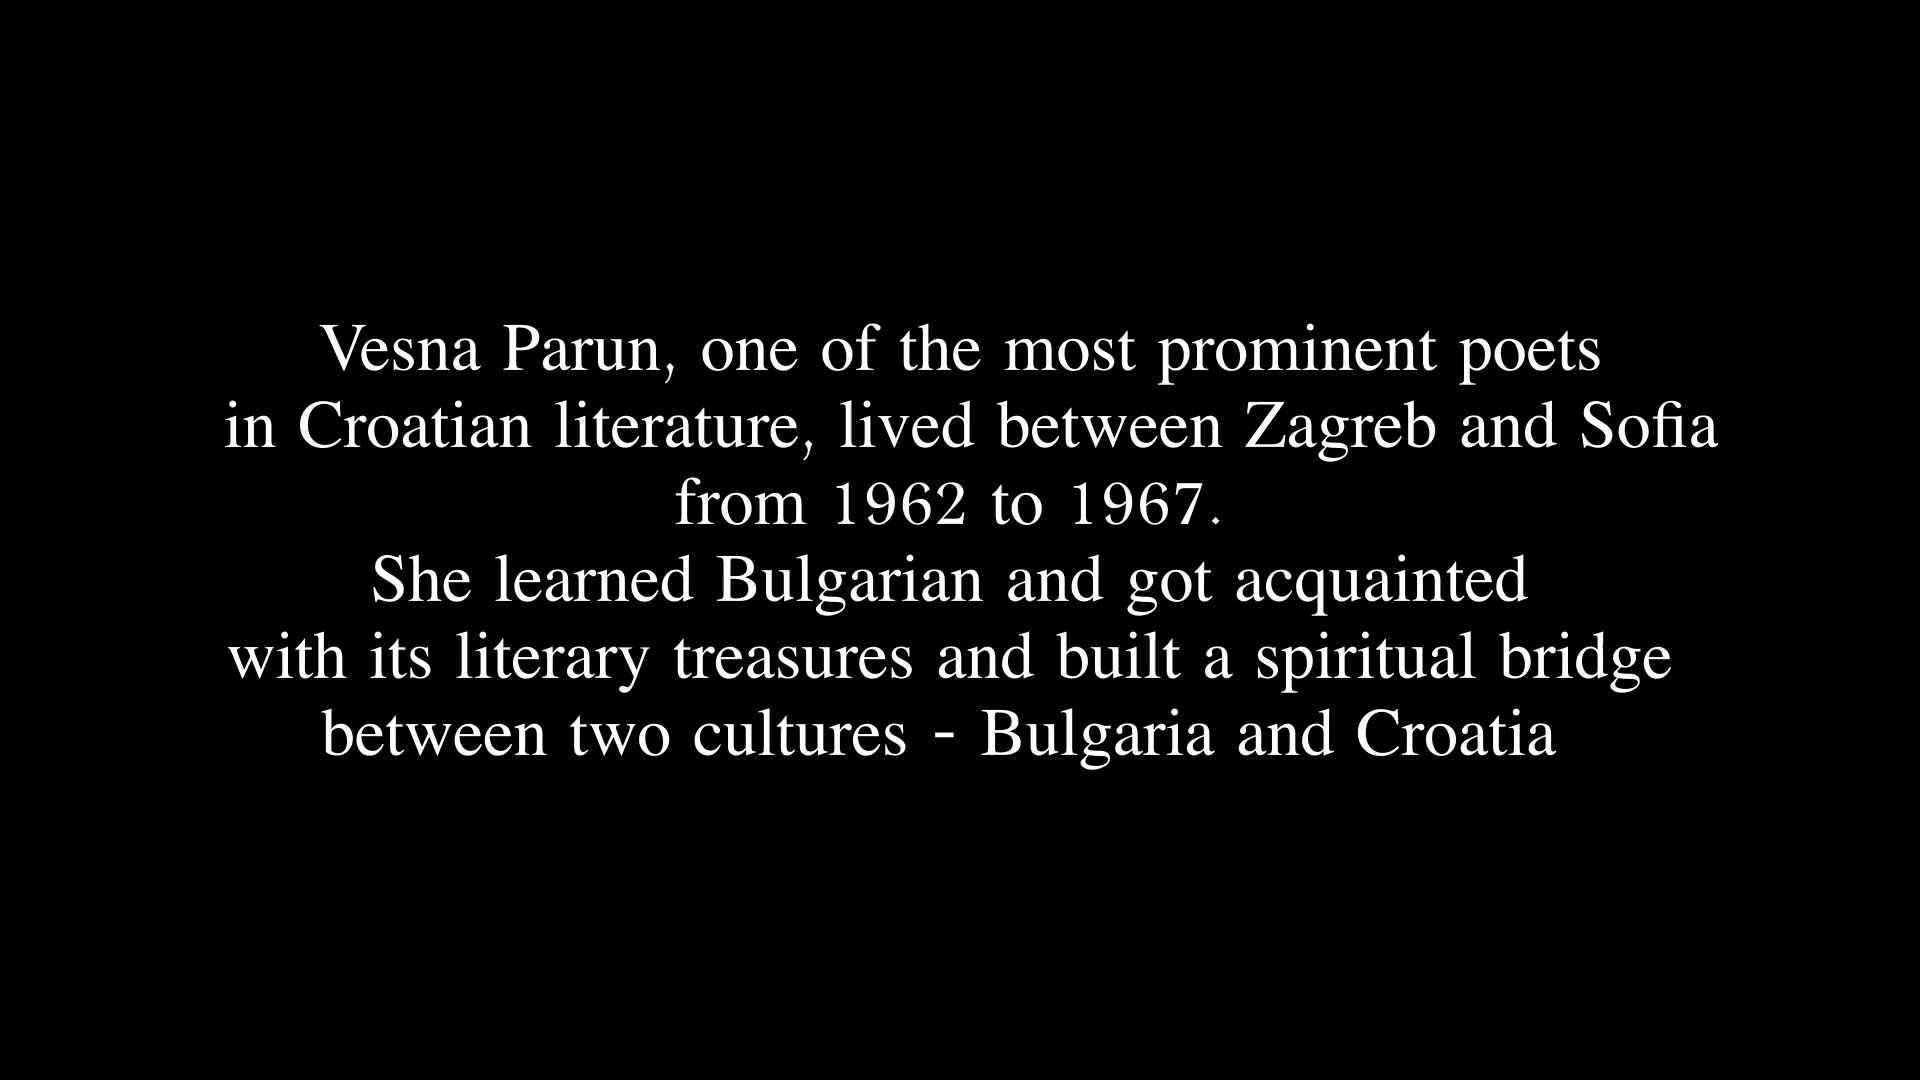 Vesna Parun, one of the most prominent poets
in Croatian literature, lived between Zagreb and Sofia
from 1962 to 1967.
She learned Bulgarian and got acquainted
with its literary treasures and built a spiritual bridge
between two cultures - Bulgaria and Croatia